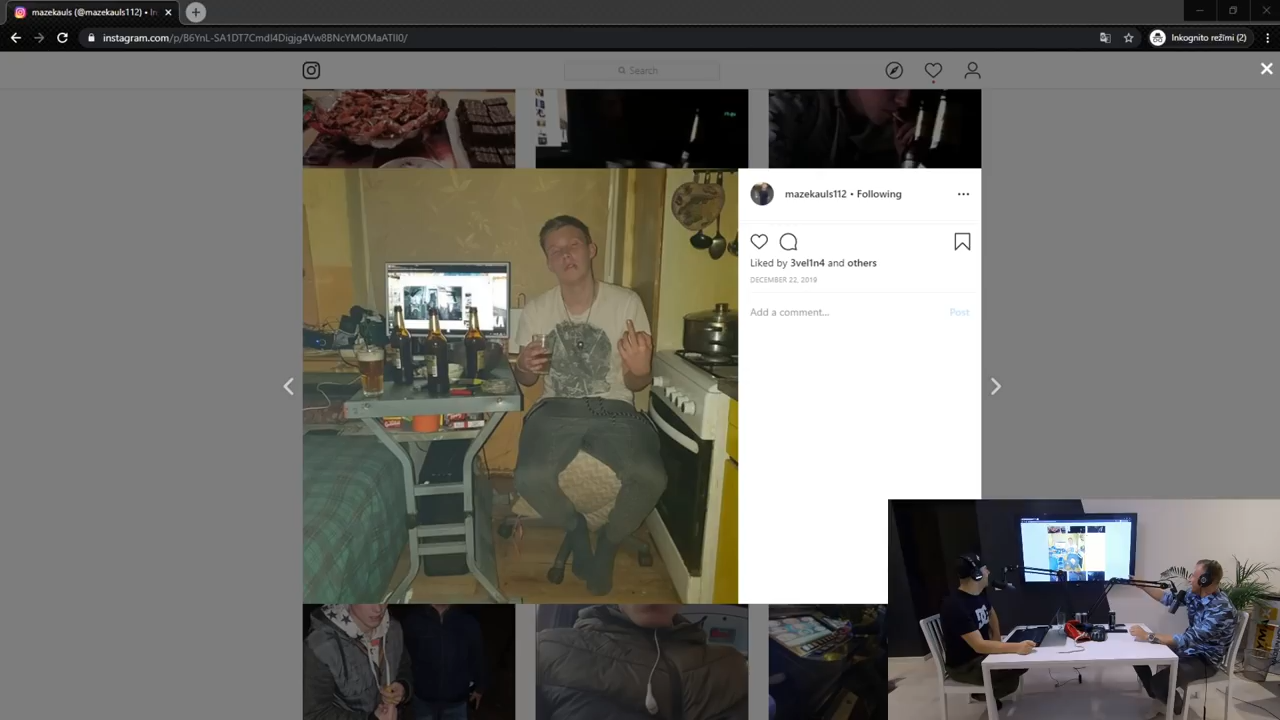 mazekauls (@mazekauls112) • In
instagram.com/p/B6YnL-SA1DT7Cmdl4Digjg4Vw8BNcYMOMaATll0/
Inkognito režīmi (2)
Search
mazekauls112 • Following
Liked by 3vel1n4 and others
DECEMBER 22, 2019
Add a comment...
Post